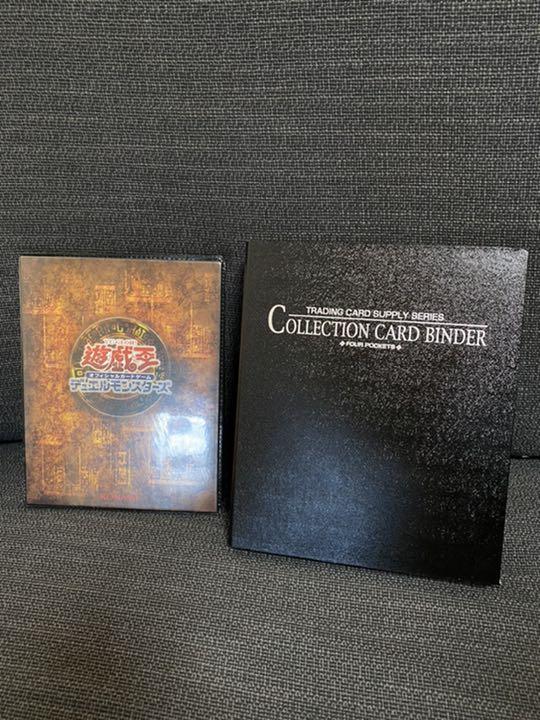 遊戯王
オフィシャルカードゲーム
デュエルモンスターズ
KONAMI
TRADING CARD SUPPLY SERIES
COLLECTION CARD BINDER
❖ FOUR POCKETS ❖